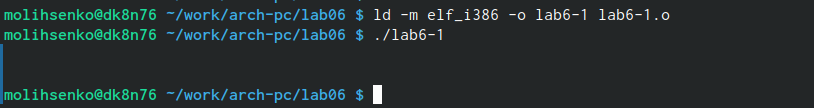 molihsenko@dk8n76 ~/work/arch-pc/lab06 $ ld -m elf_i386 -o lab6-1 lab6-1.o
molihsenko@dk8n76 ~/work/arch-pc/lab06 $ ./lab6-1
molihsenko@dk8n76 ~/work/arch-pc/lab06 $